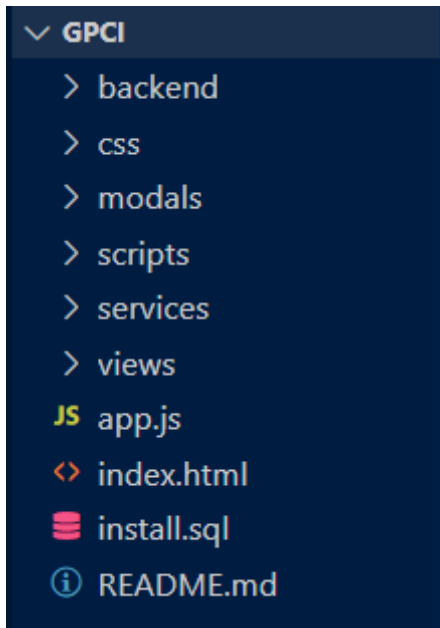 GPCI
backend
css
modals
scripts
services
views
JS app.js
index.html
install.sql
README.md